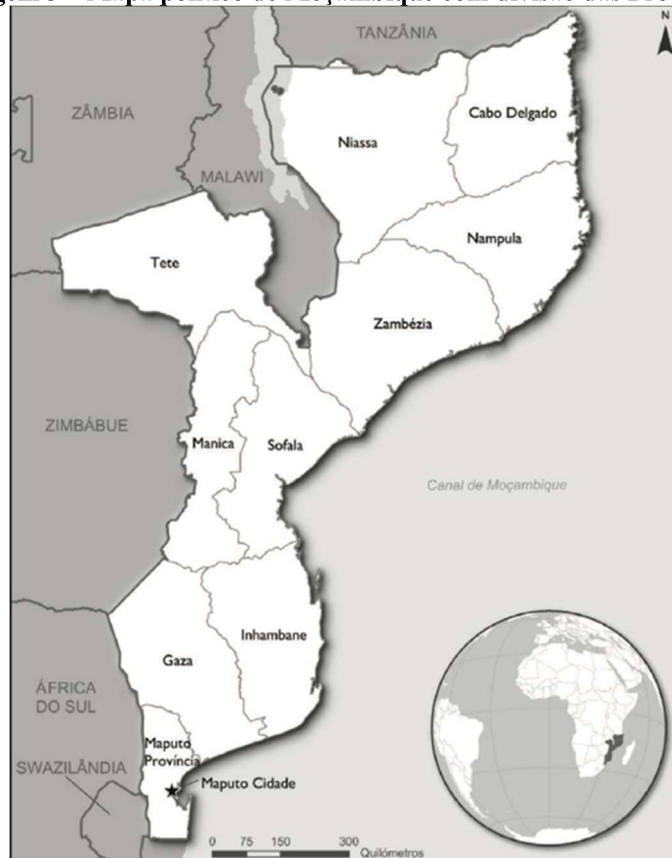 N
TANZÂNIA
ZÂMBIA
Cabo Delgado
Niassa
MALAWI
Nampula
Tete
Zambézia
ZIMBÁBUE
Manica
Sofala
Canal de Moçambique
Inhambane
Gaza
ÁFRICA
DO SUL
Maputo
Província
SWAZILÂNDIA
Maputo Cidade
0 75 150 300
Quilómetros